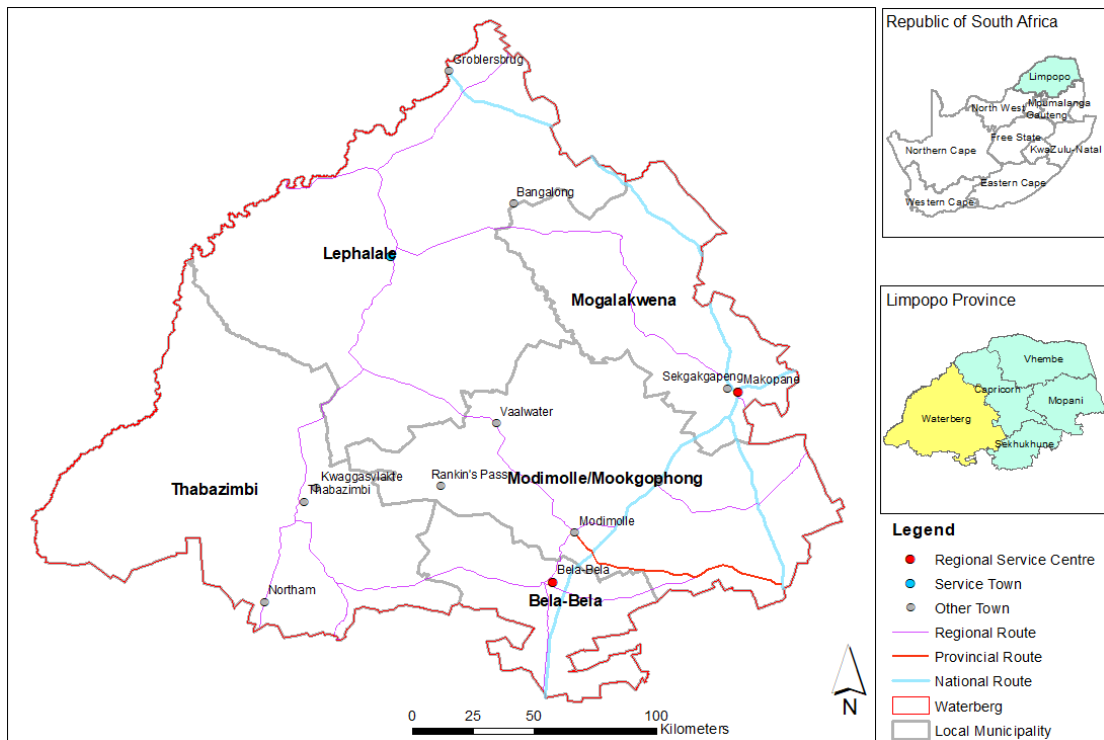 Groblersbrug
Bangalong
Lephalale
Mogalakwena
Sekgakgapeng
Makopane
Vaalwater
Kwaggasvlakte
Thabazimbi
Thabazimbi
Rankin's Pass
Modimolle/Mookgophong
Modimolle
Northam
Bela-Bela
Bela-Bela
N
0 25 50 100
Kilometers
Republic of South Africa
Limpopo
North West
Mpumalanga
Gauteng
Free State
KwaZulu-Natal
Northern Cape
Eastern Cape
Western Cape
Limpopo Province
Vhembe
Capricorn
Mopani
Waterberg
Sekhukhune
Legend
Regional Service Centre
Service Town
Other Town
Regional Route
Provincial Route
National Route
Waterberg
Local Municipality